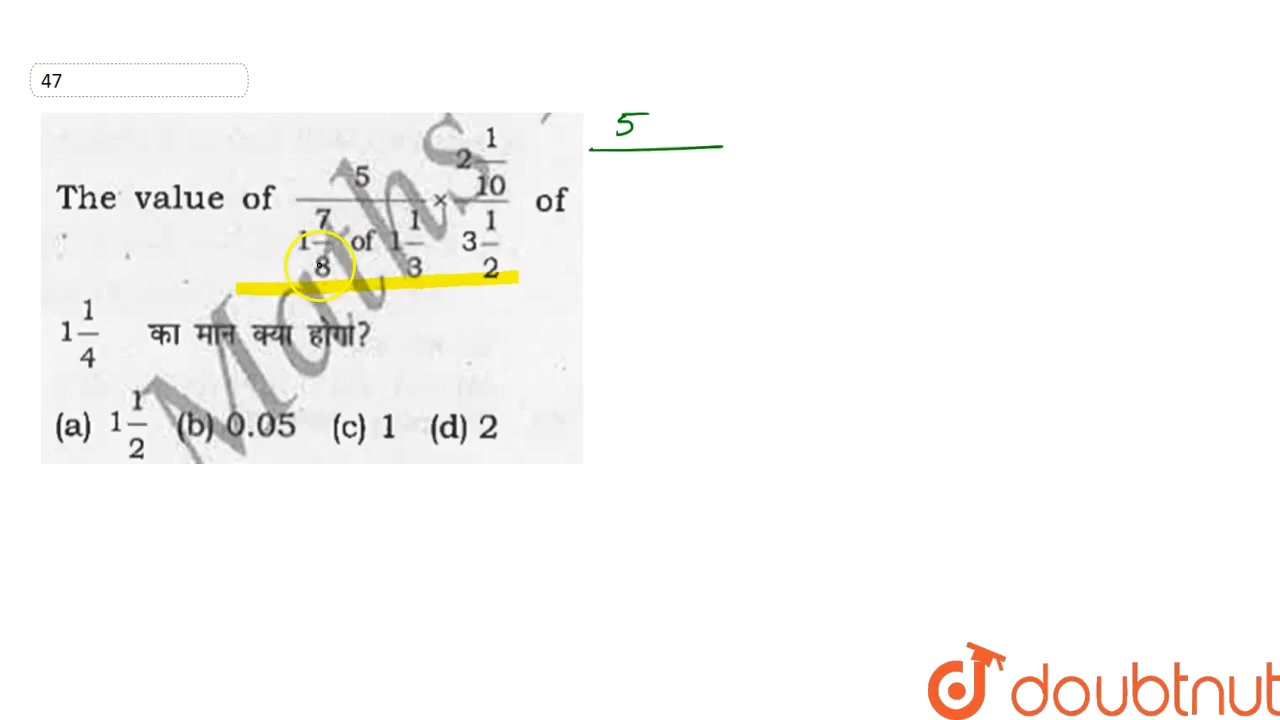 47
5
The value of 5 / (1 7/8 of 1 1/3) × (2 1/10) / (3 1/2) of
1 1/4 का मान क्या होगा?
(a) 1 1/2 (b) 0.05 (c) 1 (d) 2
Maths
doubtnut